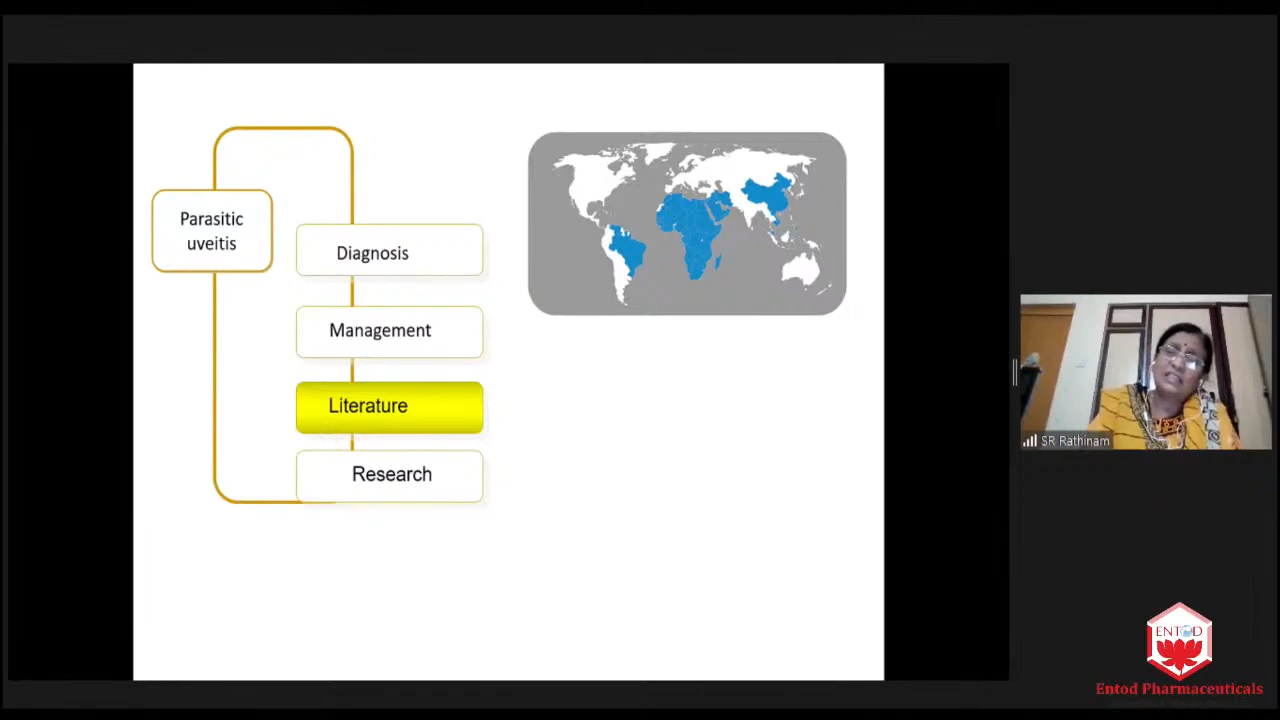 Parasitic
uveitis
Diagnosis
Management
Literature
Research
SR Rathinam
ENTOD
Entod Pharmaceuticals